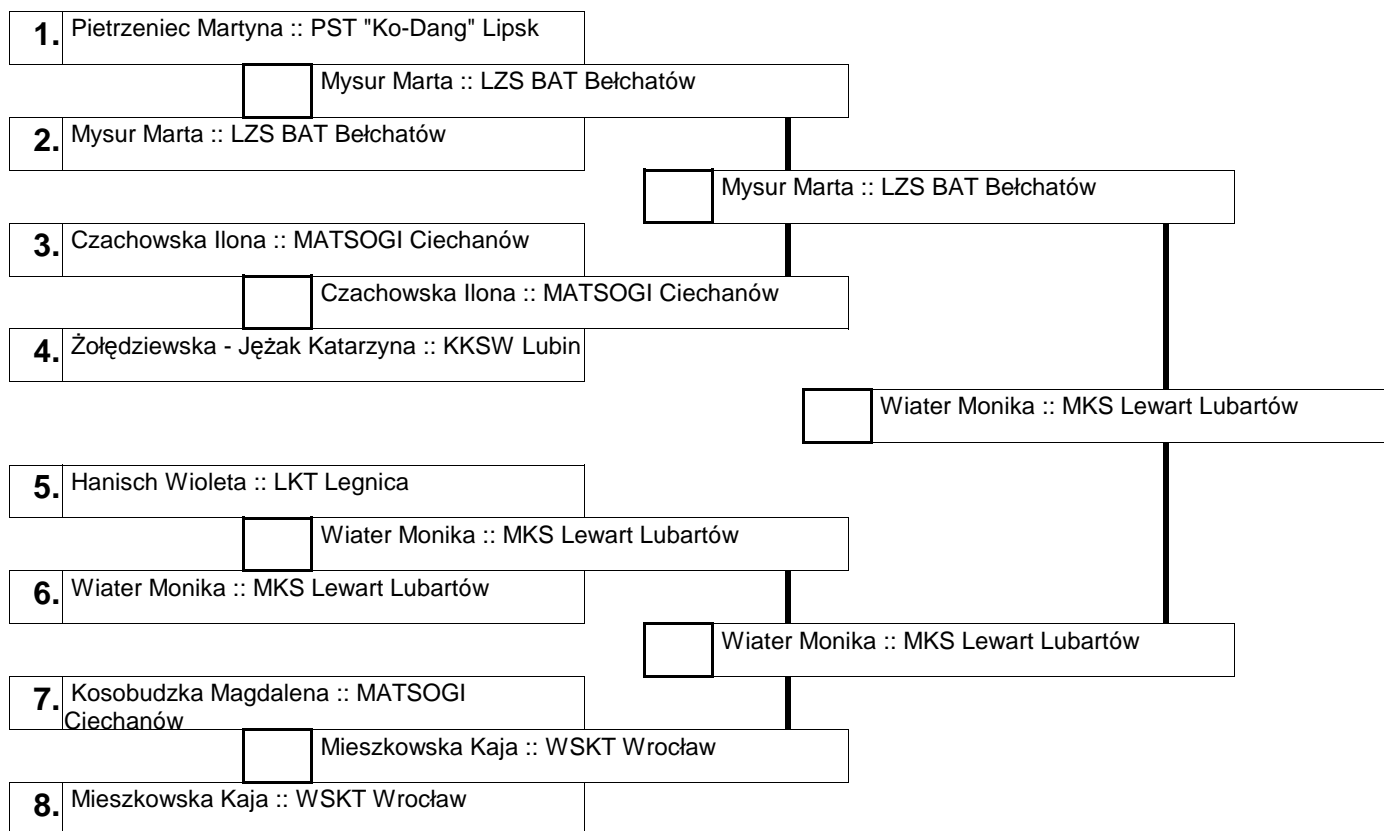 1. Pietrzeniec Martyna :: PST "Ko-Dang" Lipsk
Mysur Marta :: LZS BAT Bełchatów
2. Mysur Marta :: LZS BAT Bełchatów
Mysur Marta :: LZS BAT Bełchatów
3. Czachowska Ilona :: MATSOGI Ciechanów
Czachowska Ilona :: MATSOGI Ciechanów
4. Żołędziewska - Jężak Katarzyna :: KKSW Lubin
Wiater Monika :: MKS Lewart Lubartów
5. Hanisch Wioleta :: LKT Legnica
Wiater Monika :: MKS Lewart Lubartów
6. Wiater Monika :: MKS Lewart Lubartów
Wiater Monika :: MKS Lewart Lubartów
7. Kosobudzka Magdalena :: MATSOGI
Ciechanów
Mieszkowska Kaja :: WSKT Wrocław
8. Mieszkowska Kaja :: WSKT Wrocław